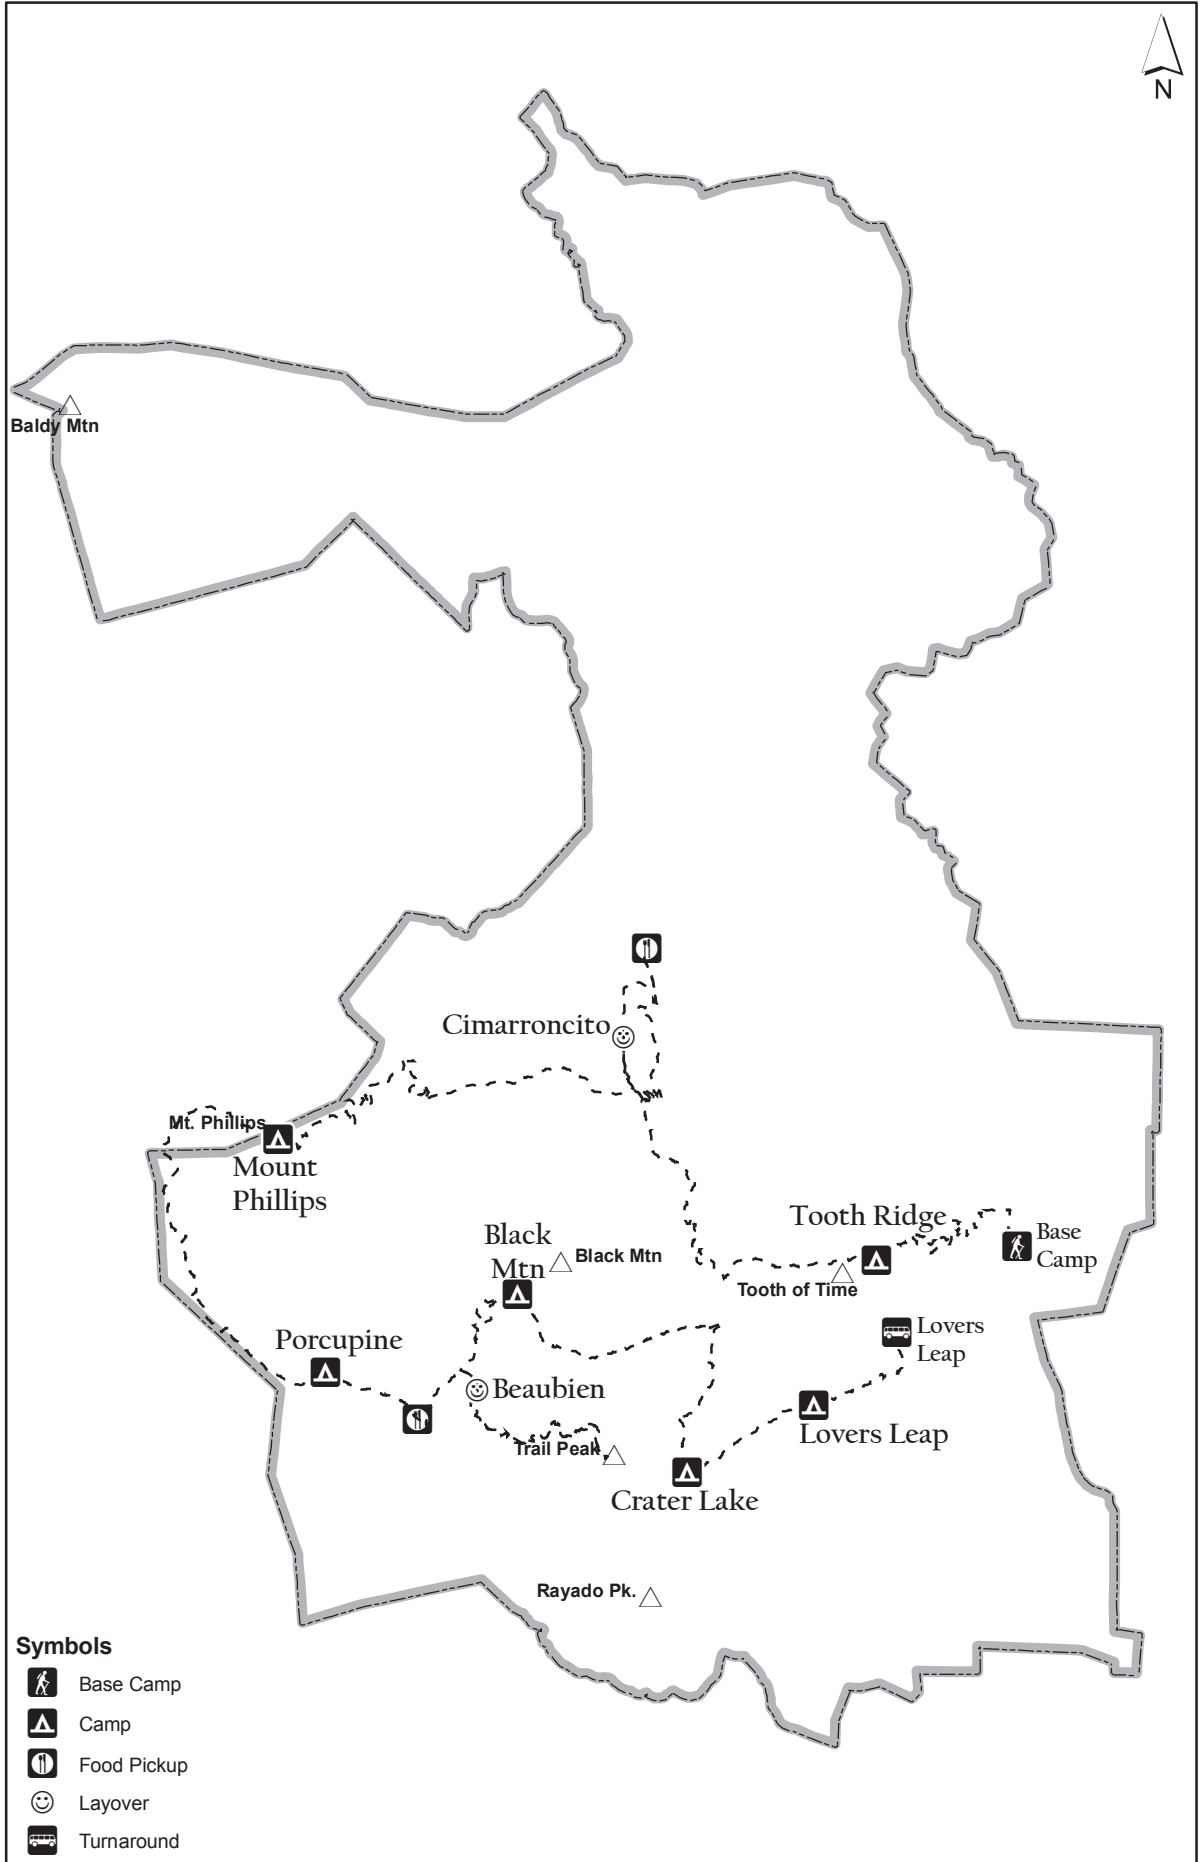 N
Baldy Mtn
Cimarroncito
Mt. Phillips
Mount
Phillips
Tooth Ridge
Base
Camp
Black
Mtn
Black Mtn
Tooth of Time
Lovers
Leap
Porcupine
Beaubien
Lovers Leap
Trail Peak
Crater Lake
Rayado Pk.
Symbols
Base Camp
Camp
Food Pickup
Layover
Turnaround